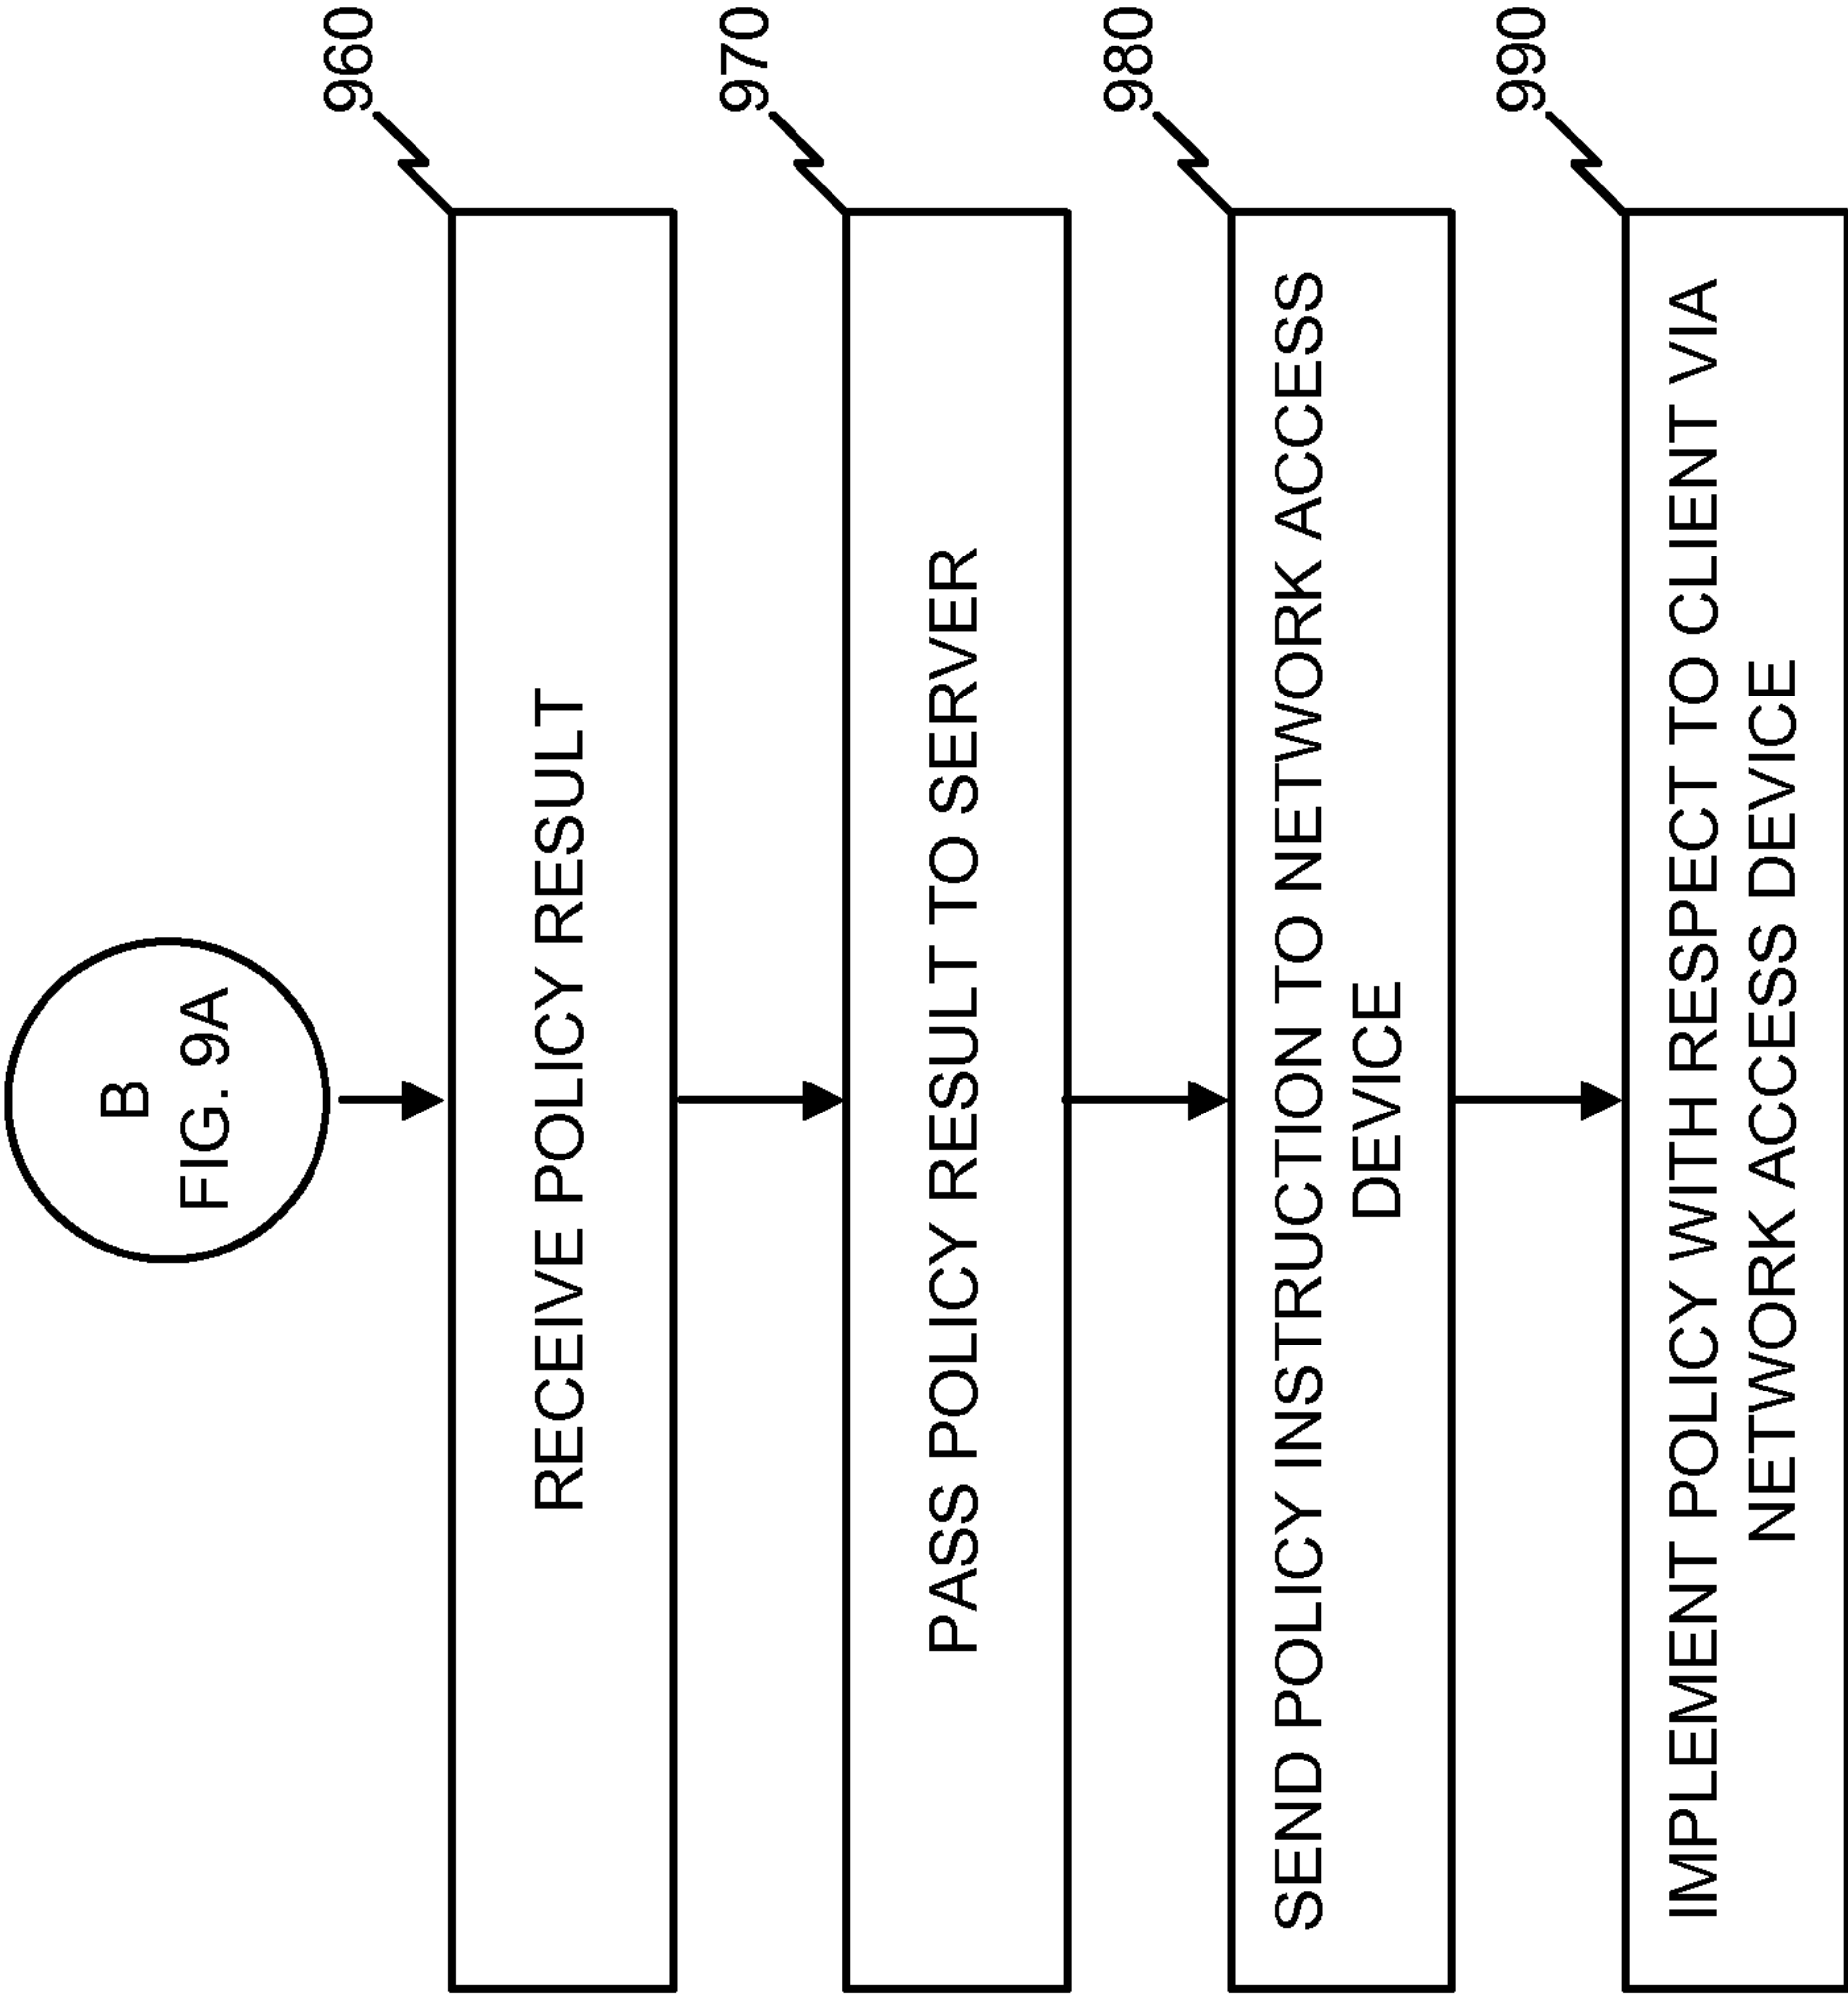 B
FIG. 9A
960
RECEIVE POLICY RESULT
970
PASS POLICY RESULT TO SERVER
980
SEND POLICY INSTRUCTION TO NETWORK ACCESS
DEVICE
990
IMPLEMENT POLICY WITH RESPECT TO CLIENT VIA
NETWORK ACCESS DEVICE